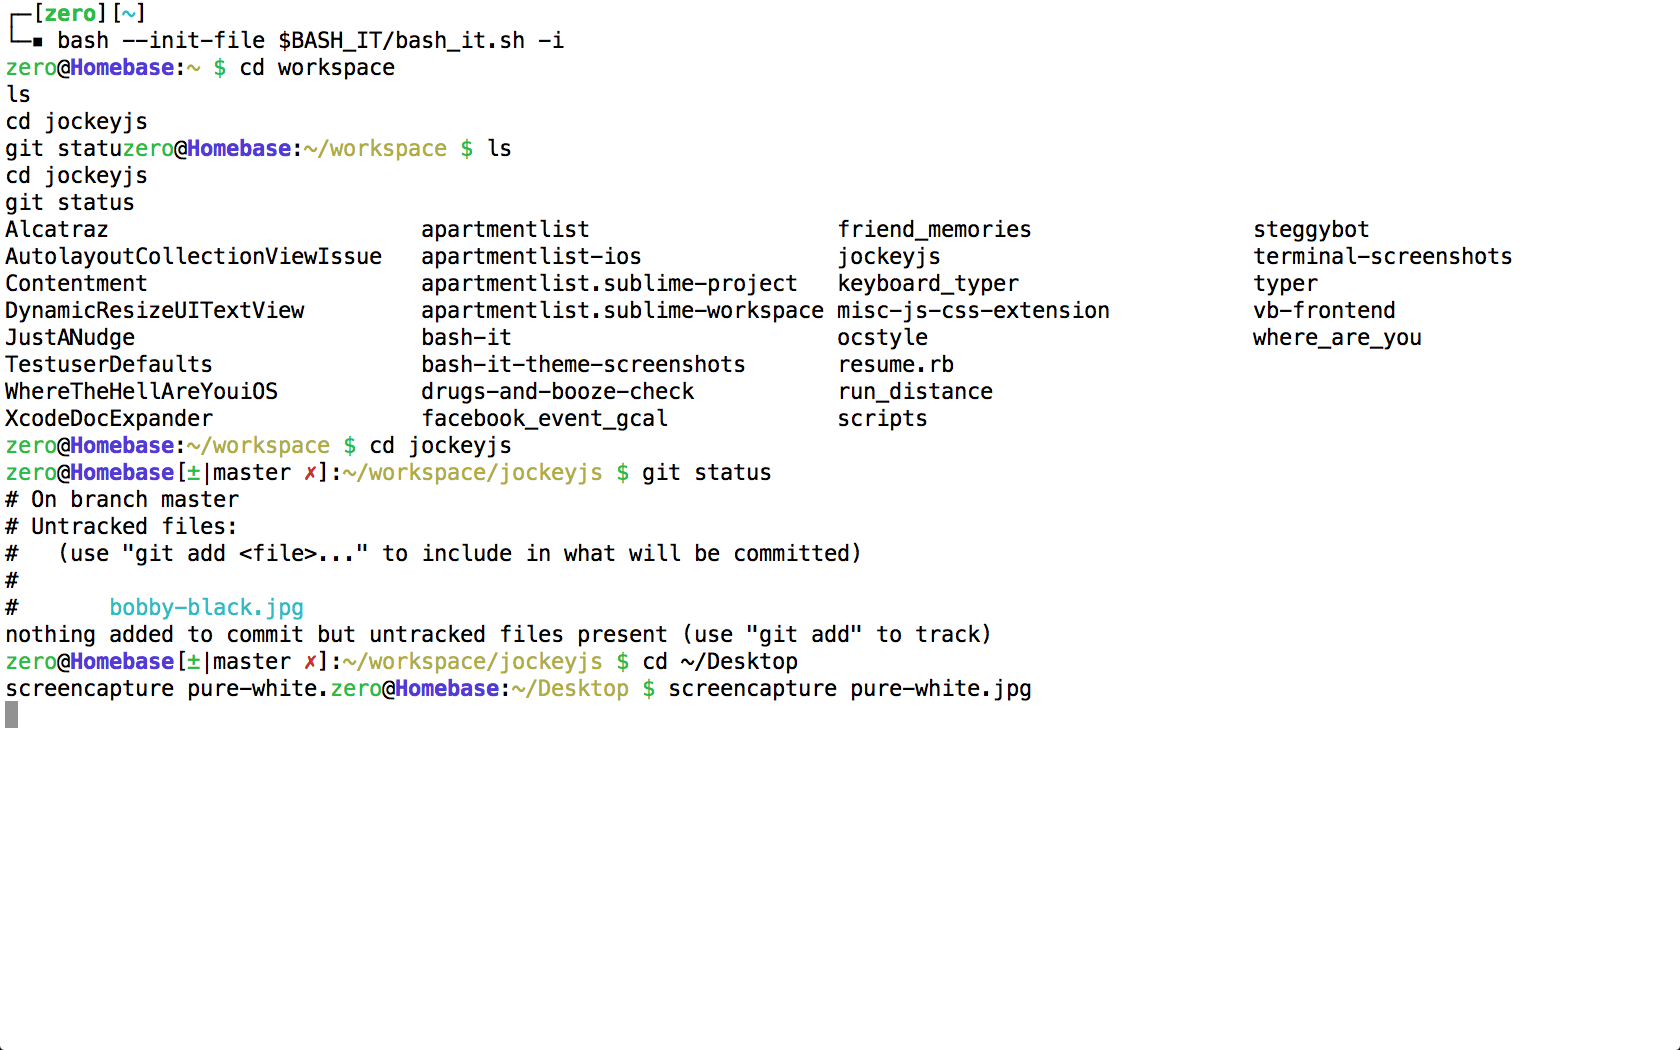 ┌─[zero][~]
└─▪ bash --init-file $BASH_IT/bash_it.sh -i
zero@Homebase:~ $ cd workspace
ls
cd jockeyjs
git statuzero@Homebase:~/workspace $ ls
cd jockeyjs
git status
Alcatraz                        apartmentlist                   friend_memories                 steggybot
AutolayoutCollectionViewIssue   apartmentlist-ios               jockeyjs                        terminal-screenshots
Contentment                     apartmentlist.sublime-project   keyboard_typer                  typer
DynamicResizeUITextView         apartmentlist.sublime-workspace misc-js-css-extension           vb-frontend
JustANudge                      bash-it                         ocstyle                         where_are_you
TestuserDefaults                bash-it-theme-screenshots       resume.rb
WhereTheHellAreYouiOS           drugs-and-booze-check           run_distance
XcodeDocExpander                facebook_event_gcal             scripts
zero@Homebase:~/workspace $ cd jockeyjs
zero@Homebase[±|master ✗]:~/workspace/jockeyjs $ git status
# On branch master
# Untracked files:
#   (use "git add <file>..." to include in what will be committed)
#
#       bobby-black.jpg
nothing added to commit but untracked files present (use "git add" to track)
zero@Homebase[±|master ✗]:~/workspace/jockeyjs $ cd ~/Desktop
screencapture pure-white.zero@Homebase:~/Desktop $ screencapture pure-white.jpg